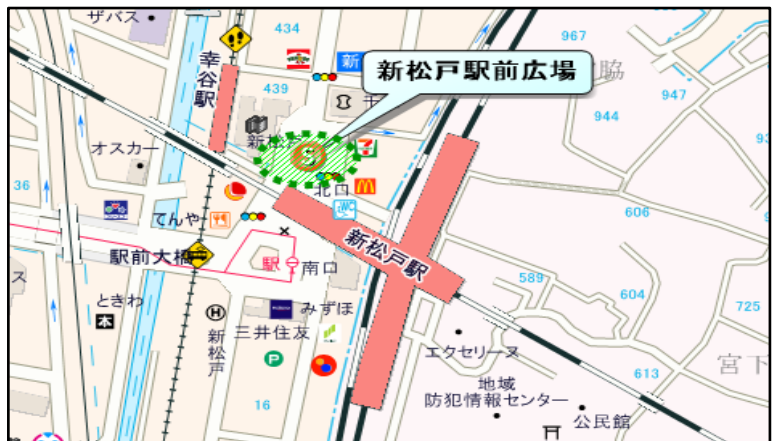 ザバス
434
967
幸谷駅
新
新松戸駅前広場
脇
439
947
944
オスカー
北口
36
606
てんや
WC
新松戸駅
駅前大橋
駅
南口
589
604
ス
ときわ
みずほ
725
本
H
新松戸
三井住友
エクセリーヌ
P
宮下
613
地域
防犯情報センター
16
公民館